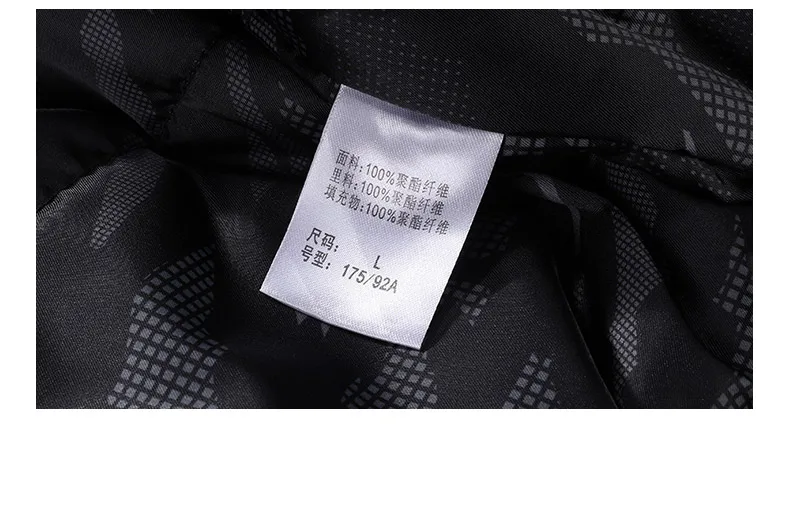 面料:100%聚酯纤维
里料:100%聚酯纤维
填充物:100%聚酯纤维
尺码: L
号型: 175/92A